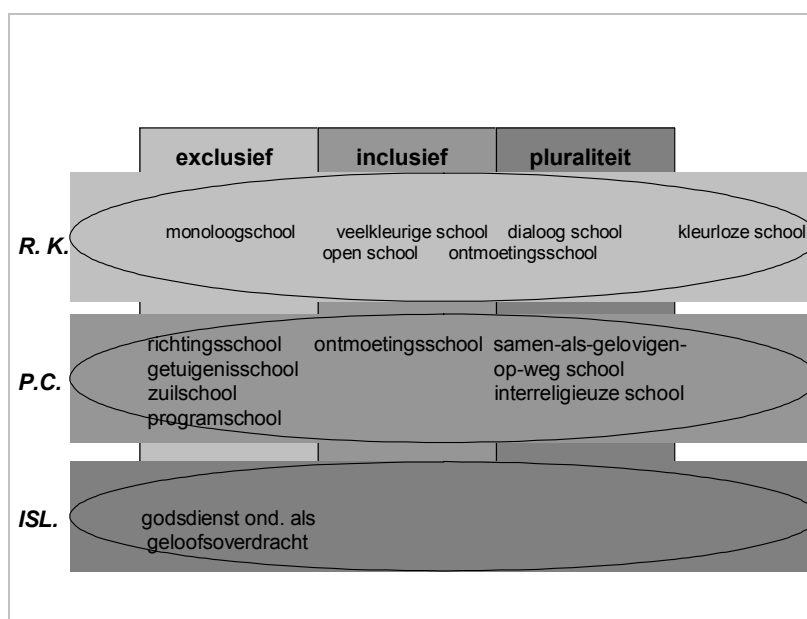 exclusief inclusief pluraliteit
R. K.
monoloogschool veelkleurige school dialoog school kleurloze school
open school ontmoetingsschool
P.C.
richtingsschool ontmoetingsschool samen-als-gelovigen-
getuigenisschool op-weg school
zuilschool interreligieuze school
programschool
ISL.
godsdienst ond. als
geloofsoverdracht